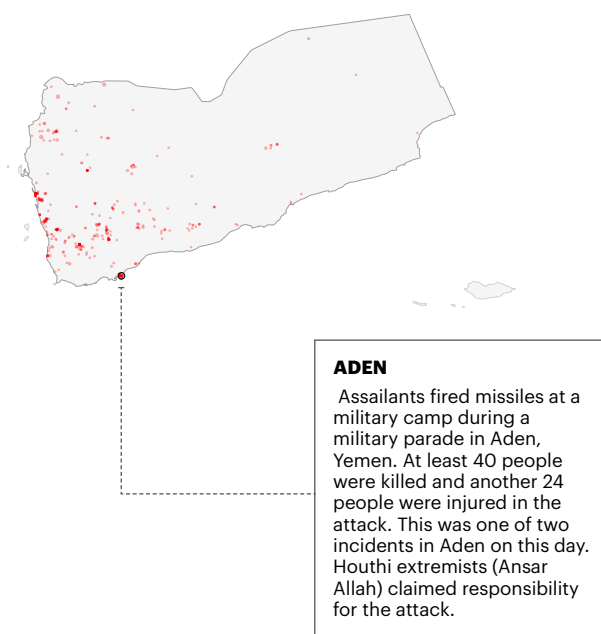 ADEN
Assailants fired missiles at a
military camp during a
military parade in Aden,
Yemen. At least 40 people
were killed and another 24
people were injured in the
attack. This was one of two
incidents in Aden on this day.
Houthi extremists (Ansar
Allah) claimed responsibility
for the attack.